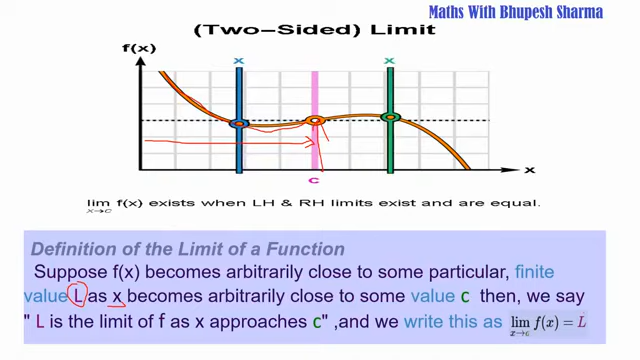 Maths With Bhupesh Sharma
(Two-Sided) Limit
f(x)
x x
x
c
lim f(x) exists when LH & RH limits exist and are equal.
x→c
Definition of the Limit of a Function
Suppose f(x) becomes arbitrarily close to some particular, finite
value L as x becomes arbitrarily close to some value c then, we say
" L is the limit of f as x approaches c" ,and we write this as lim f(x) = L
x→c